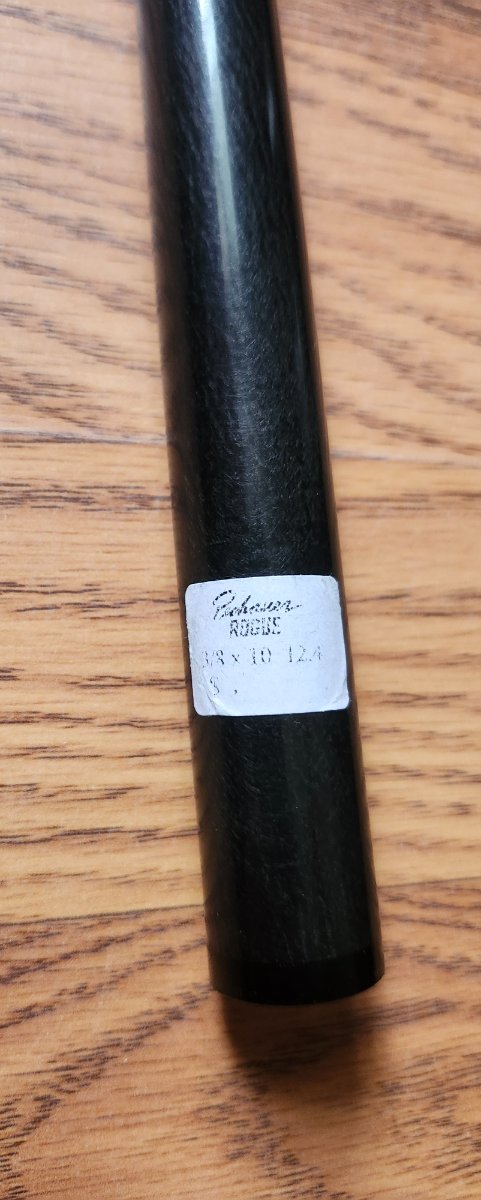 Pechauer
ROGUE
3/8 x 10 12.4
$